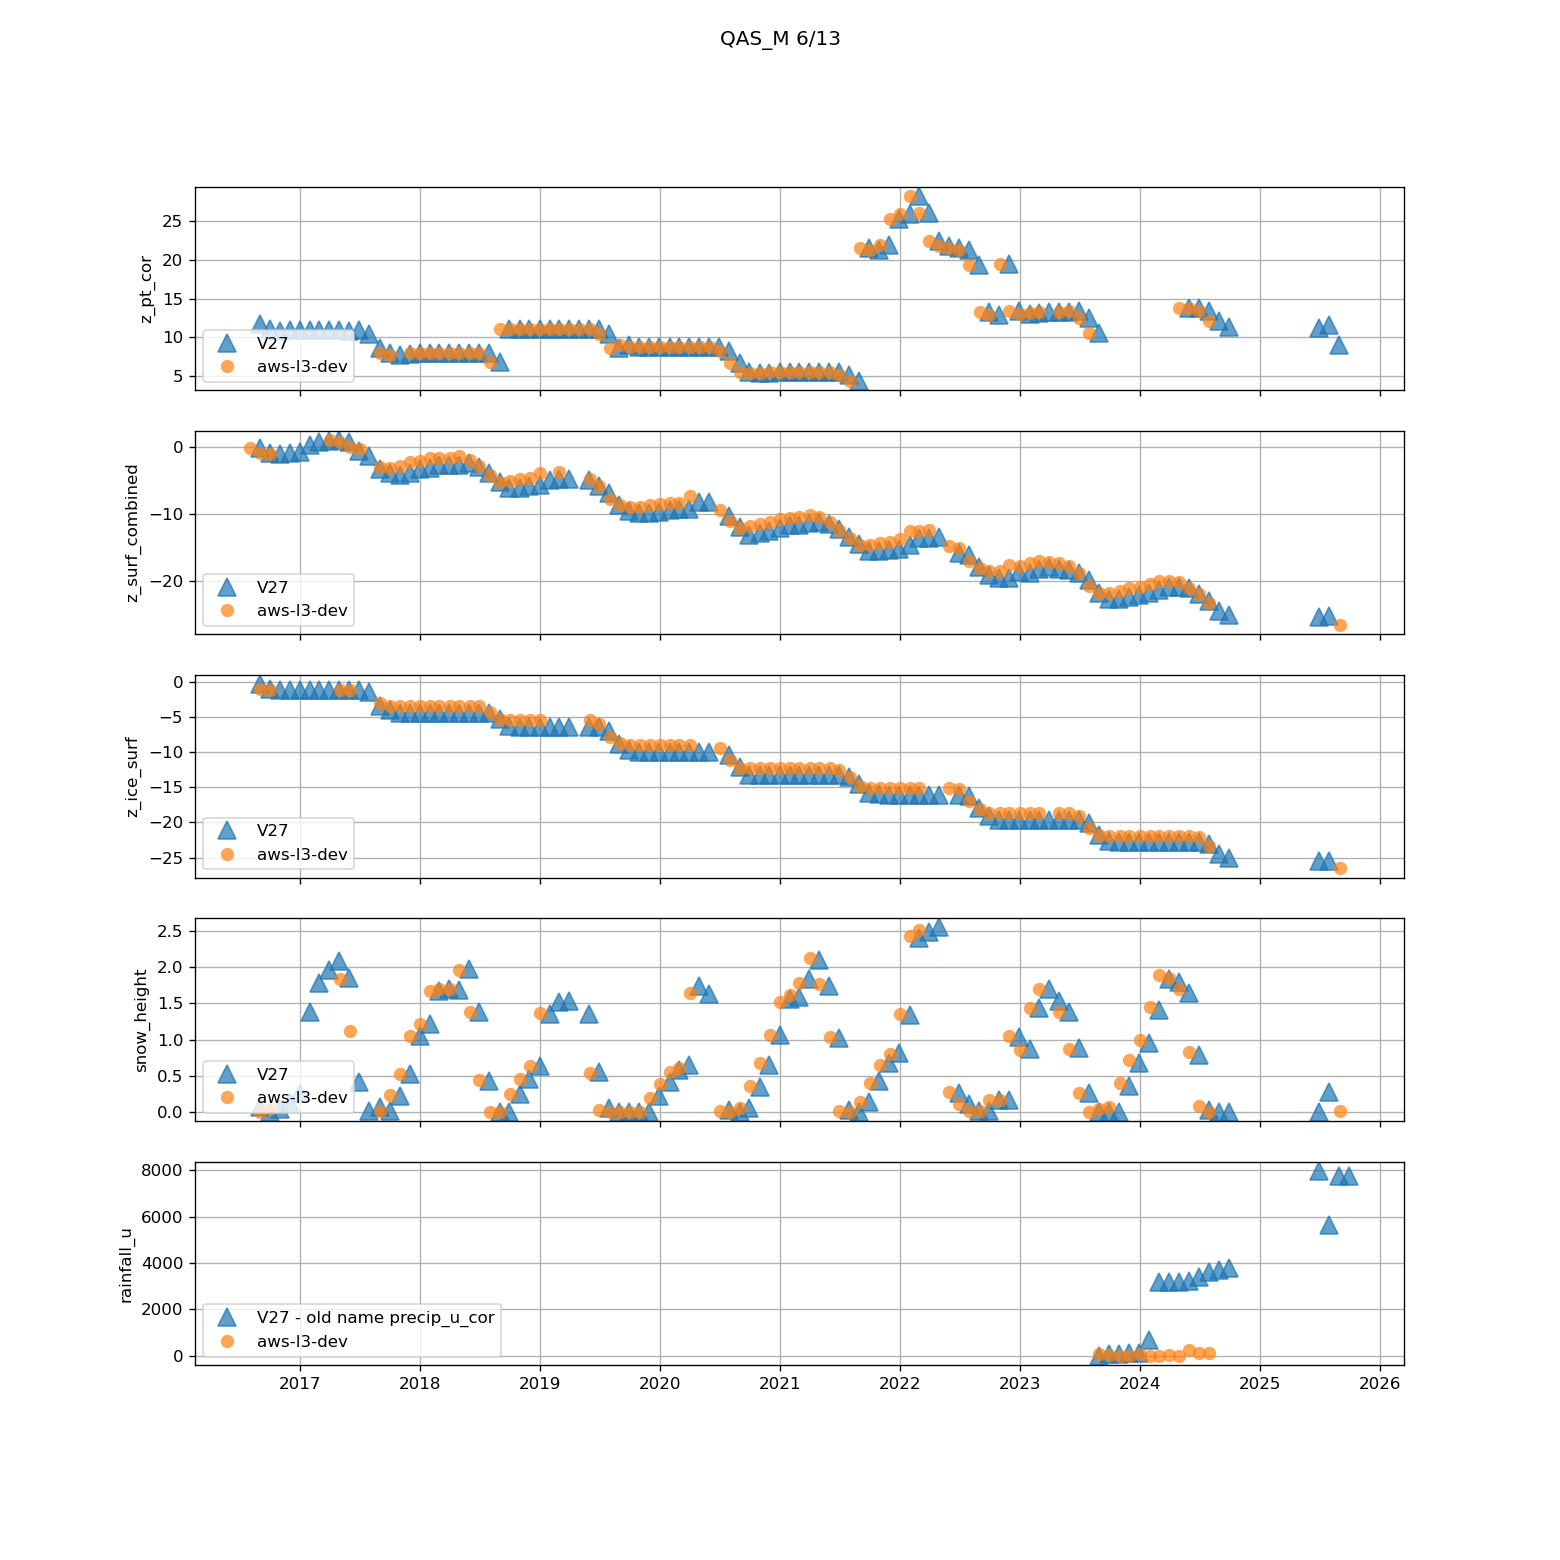 QAS_M 6/13
z_pt_cor
25
20
15
10
5
V27
aws-l3-dev
z_surf_combined
0
−10
−20
V27
aws-l3-dev
z_ice_surf
0
−5
−10
−15
−20
−25
V27
aws-l3-dev
snow_height
2.5
2.0
1.5
1.0
0.5
0.0
V27
aws-l3-dev
rainfall_u
8000
6000
4000
2000
0
V27 - old name precip_u_cor
aws-l3-dev
2017 2018 2019 2020 2021 2022 2023 2024 2025 2026